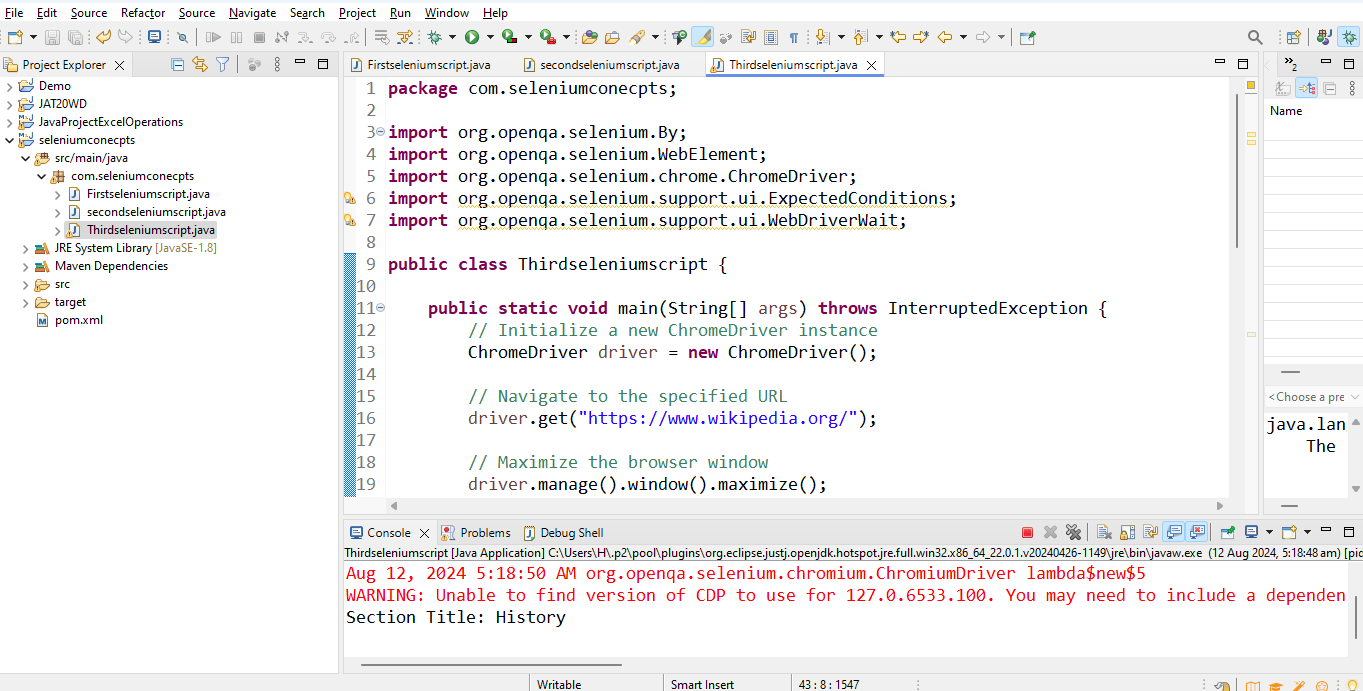 File Edit Source Refactor Source Navigate Search Project Run Window Help
Project Explorer
Demo
JAT20WD
JavaProjectExcelOperations
seleniumconecpts
src/main/java
com.seleniumconecpts
Firstseleniumscript.java
secondseleniumscript.java
Thirdseleniumscript.java
JRE System Library [JavaSE-1.8]
Maven Dependencies
src
target
pom.xml
Firstseleniumscript.java secondseleniumscript.java Thirdseleniumscript.java
1 package com.seleniumconecpts;
2
3 import org.openqa.selenium.By;
4 import org.openqa.selenium.WebElement;
5 import org.openqa.selenium.chrome.ChromeDriver;
6 import org.openqa.selenium.support.ui.ExpectedConditions;
7 import org.openqa.selenium.support.ui.WebDriverWait;
8
9 public class Thirdseleniumscript {
10
11 public static void main(String[] args) throws InterruptedException {
12 // Initialize a new ChromeDriver instance
13 ChromeDriver driver = new ChromeDriver();
14
15 // Navigate to the specified URL
16 driver.get("https://www.wikipedia.org/");
17
18 // Maximize the browser window
19 driver.manage().window().maximize();
»2
Name
<Choose a pre
java.lan
The
Console Problems Debug Shell
Thirdseleniumscript [Java Application] C:\Users\H\.p2\pool\plugins\org.eclipse.justj.openjdk.hotspot.jre.full.win32.x86_64_22.0.1.v20240426-1149\jre\bin\javaw.exe (12 Aug 2024, 5:18:48 am) [pid
Aug 12, 2024 5:18:50 AM org.openqa.selenium.chromium.ChromiumDriver lambda$new$5
WARNING: Unable to find version of CDP to use for 127.0.6533.100. You may need to include a dependen
Section Title: History
Writable Smart Insert 43 : 8 : 1547